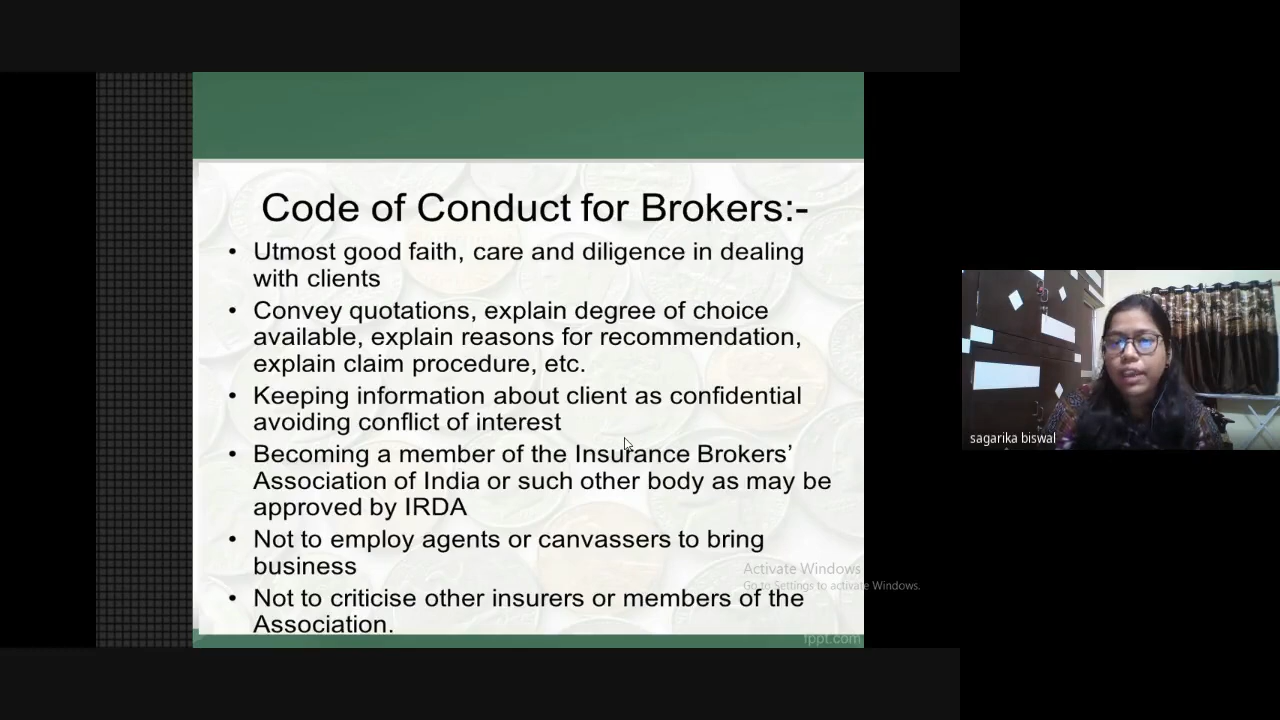 Code of Conduct for Brokers:-
• Utmost good faith, care and diligence in dealing
with clients
• Convey quotations, explain degree of choice
available, explain reasons for recommendation,
explain claim procedure, etc.
• Keeping information about client as confidential
avoiding conflict of interest
• Becoming a member of the Insurance Brokers’
Association of India or such other body as may be
approved by IRDA
• Not to employ agents or canvassers to bring
business
• Not to criticise other insurers or members of the
Association.
Activate Windows
Go to Settings to activate Windows.
fppt.com
sagarika biswal